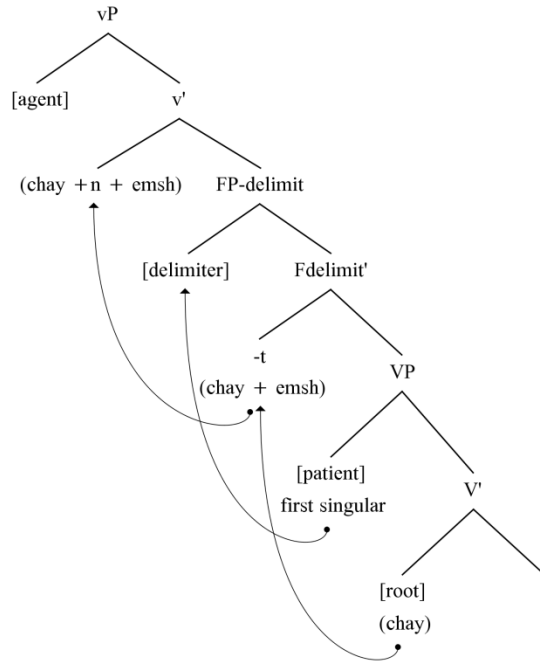 vP
[agent] v'
(chay +n + emsh) FP-delimit
[delimiter] Fdelimit'
-t
(chay + emsh)
VP
[patient]
first singular
V'
[root]
(chay)